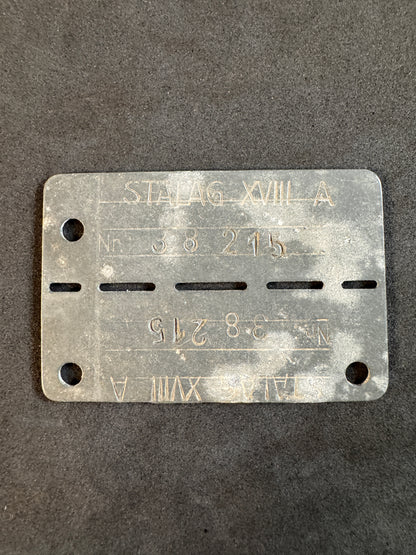 STALAG XVIII A
Nr. 38 215
Nr. 38 215
STALAG XVIII A